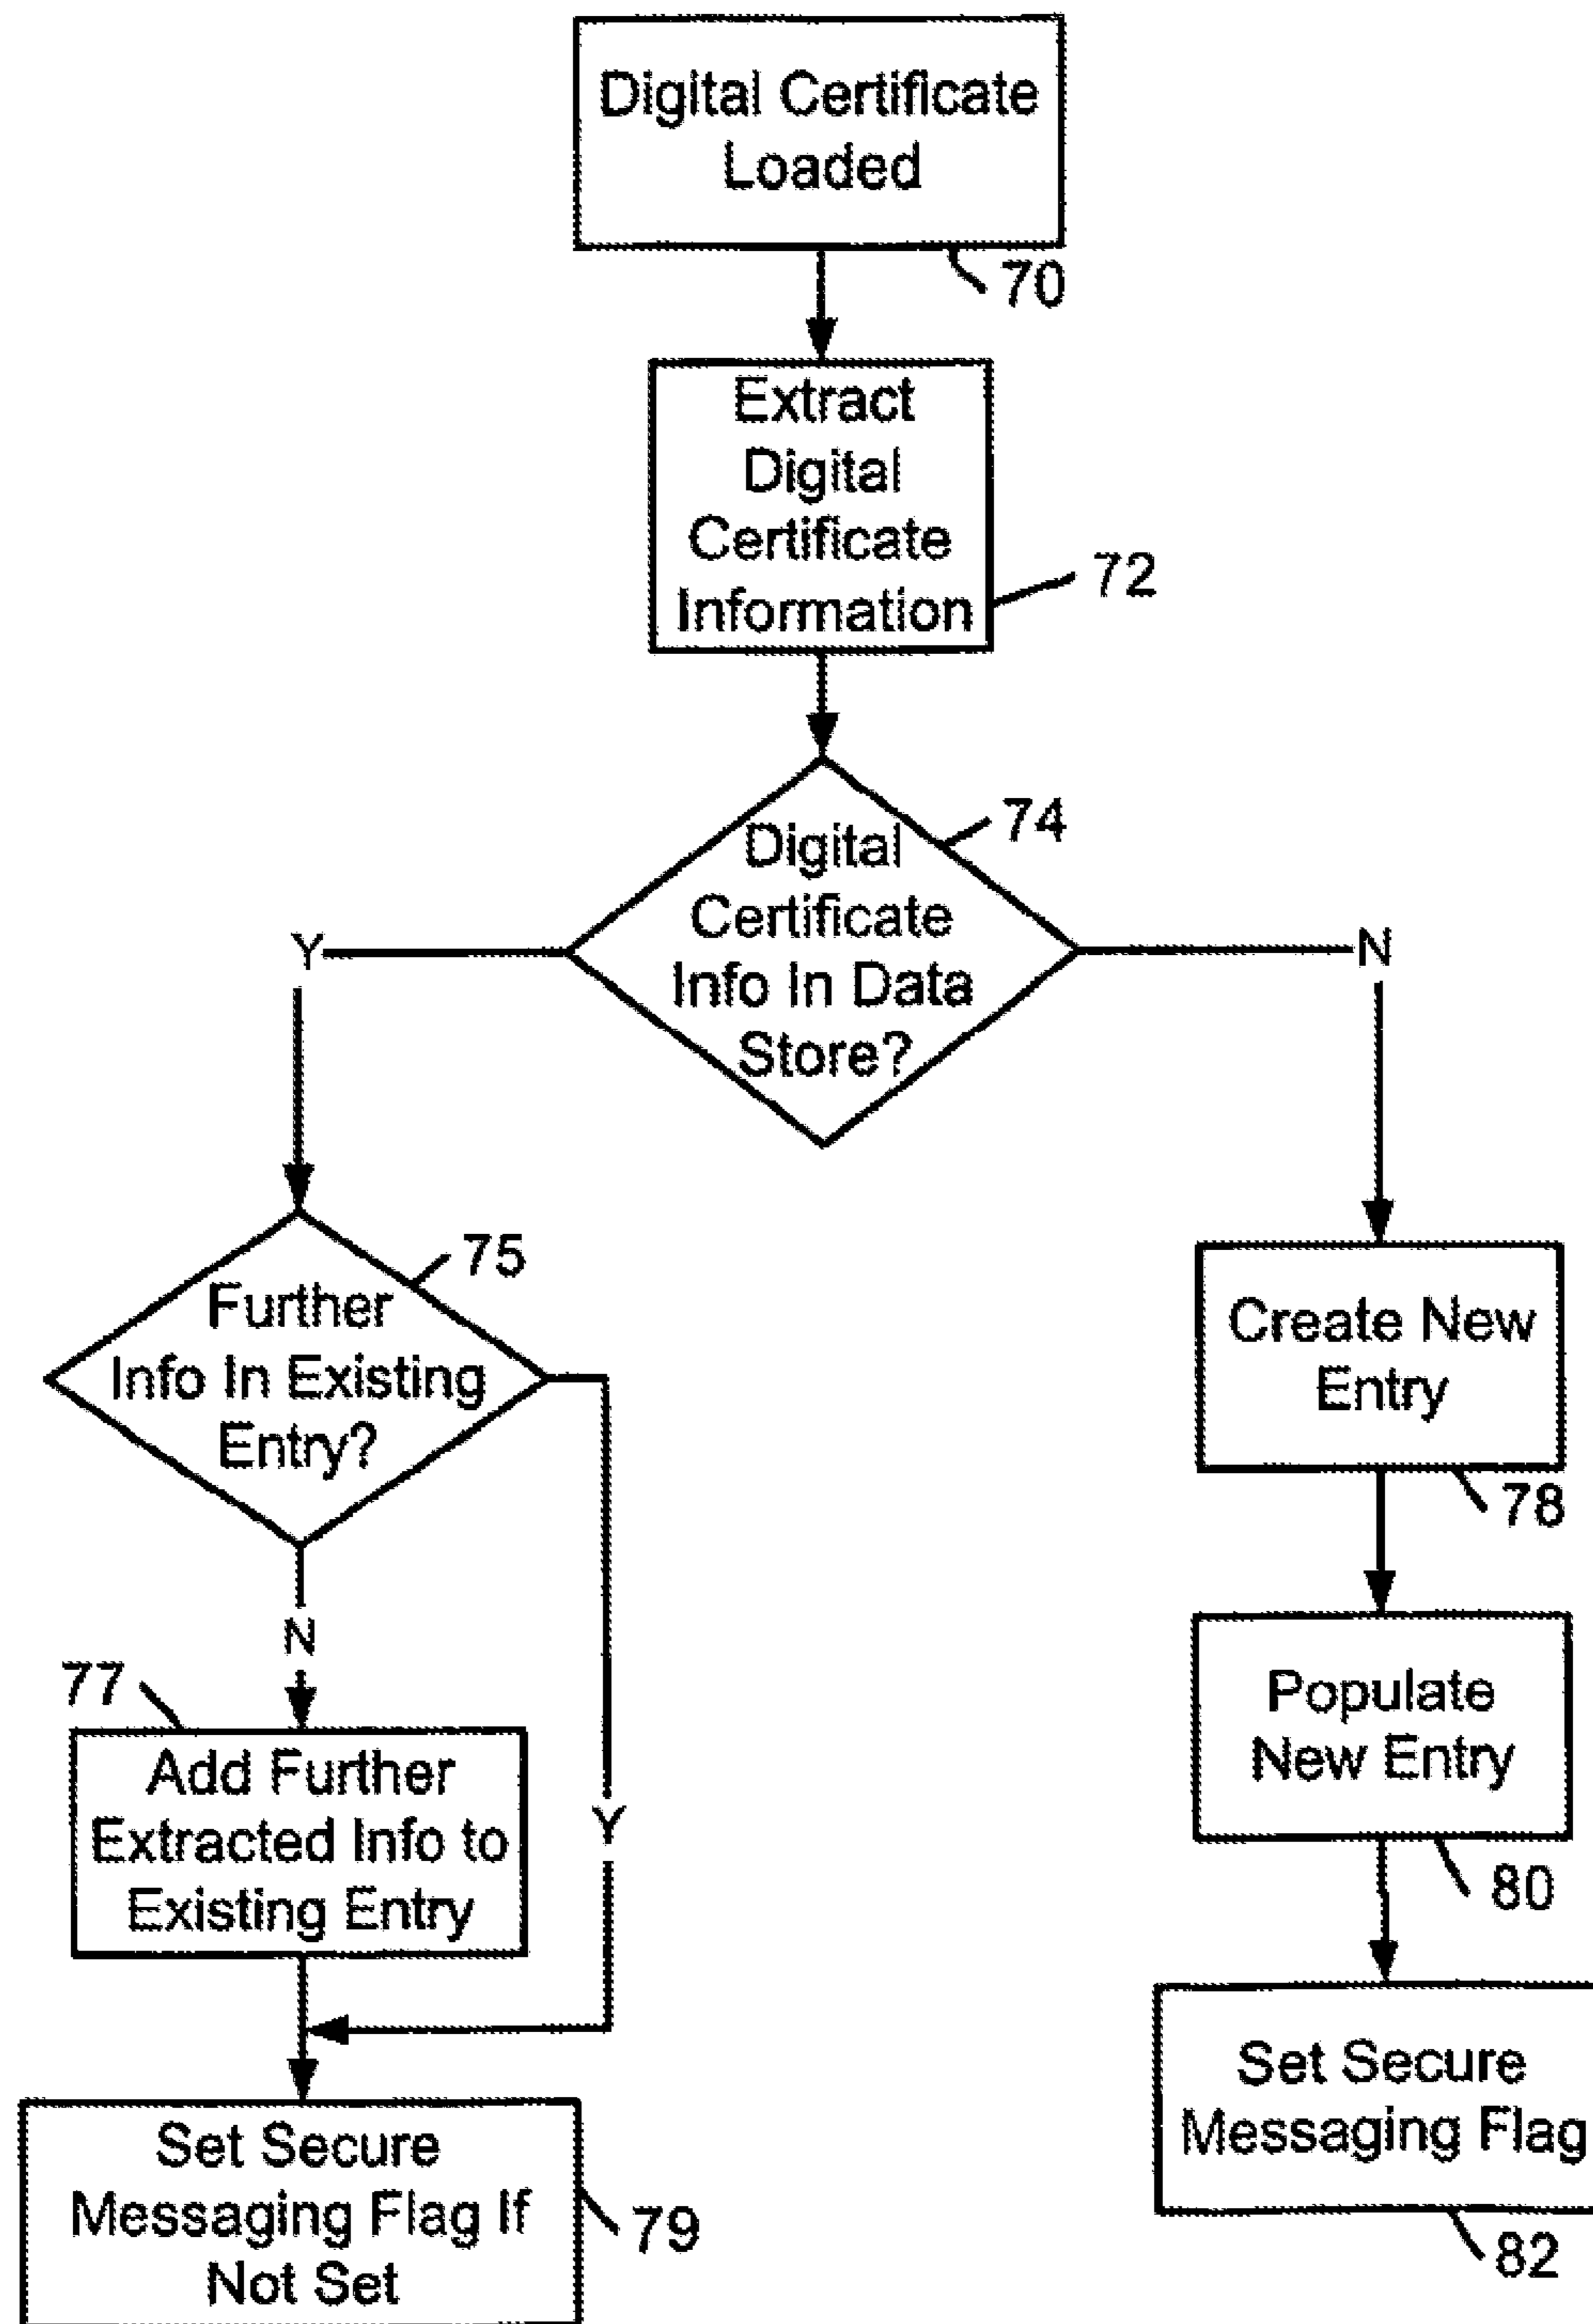 Digital Certificate
Loaded
70
Extract
Digital
Certificate
Information
72
74
Digital
Certificate
Info In Data
Store?
Y
N
75
Further
Info In Existing
Entry?
Create New
Entry
78
N
77
Add Further
Extracted Info to
Existing Entry
Y
Populate
New Entry
80
Set Secure
Messaging Flag If
Not Set
79
Set Secure
Messaging Flag
82